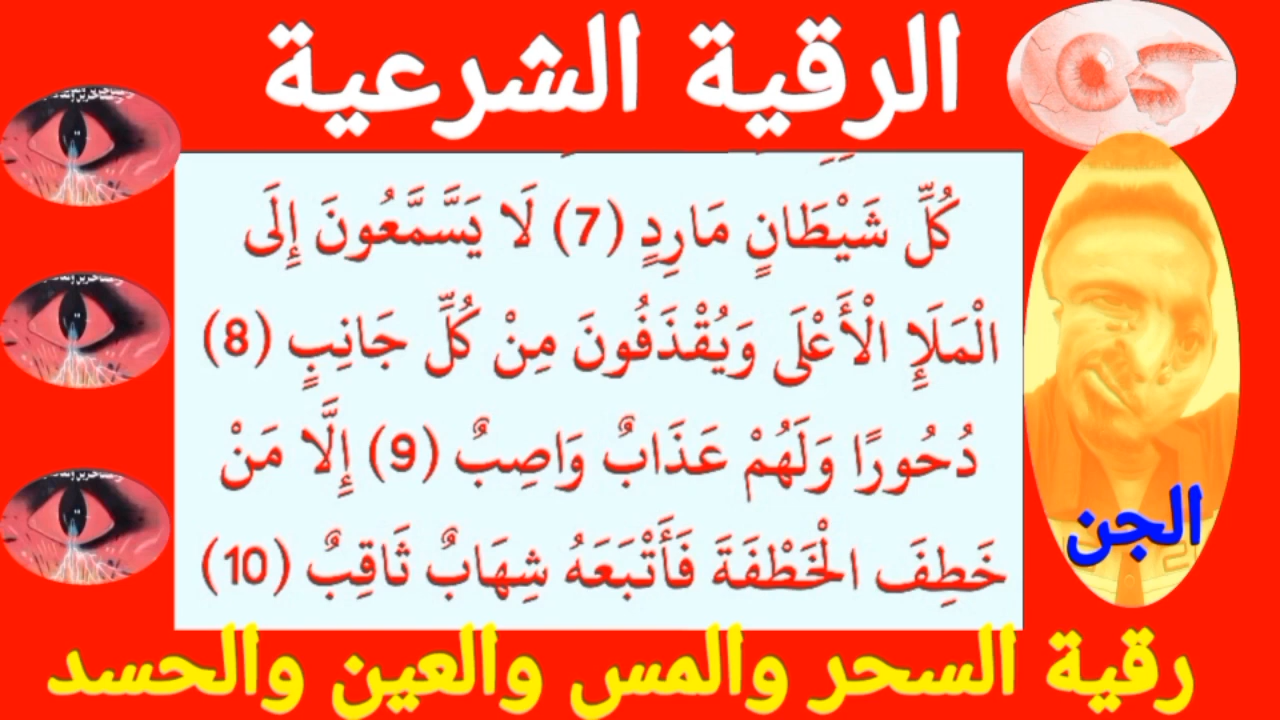 الرقية الشرعية
كُلِّ شَيْطَانٍ مَارِدٍ (7) لَا يَسَّمَّعُونَ إِلَى
الْمَلَإِ الْأَعْلَى وَيُقْذَفُونَ مِنْ كُلِّ جَانِبٍ (8)
دُحُورًا وَلَهُمْ عَذَابٌ وَاصِبٌ (9) إِلَّا مَنْ
خَطِفَ الْخَطْفَةَ فَأَتْبَعَهُ شِهَابٌ ثَاقِبٌ (10)
الجن
رقية السحر والمس والعين والحسد